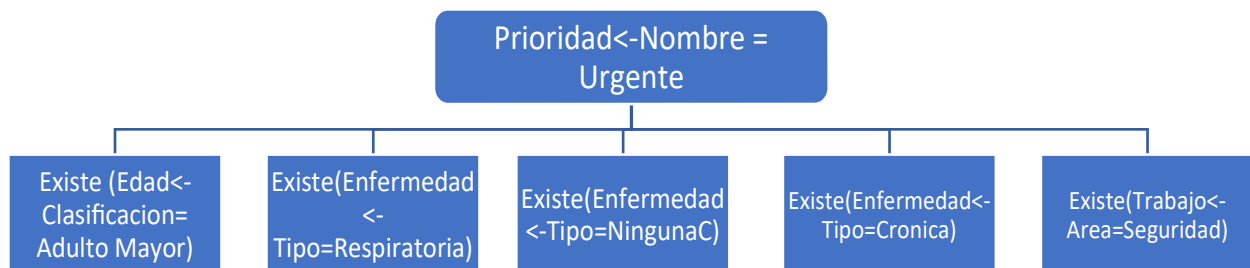 Prioridad<-Nombre =
Urgente
Existe (Edad<-
Clasificacion=
Adulto Mayor)
Existe(Enfermedad
<-
Tipo=Respiratoria)
Existe(Enfermedad
<-Tipo=NingunaC)
Existe(Enfermedad<-
Tipo=Cronica)
Existe(Trabajo<-
Area=Seguridad)